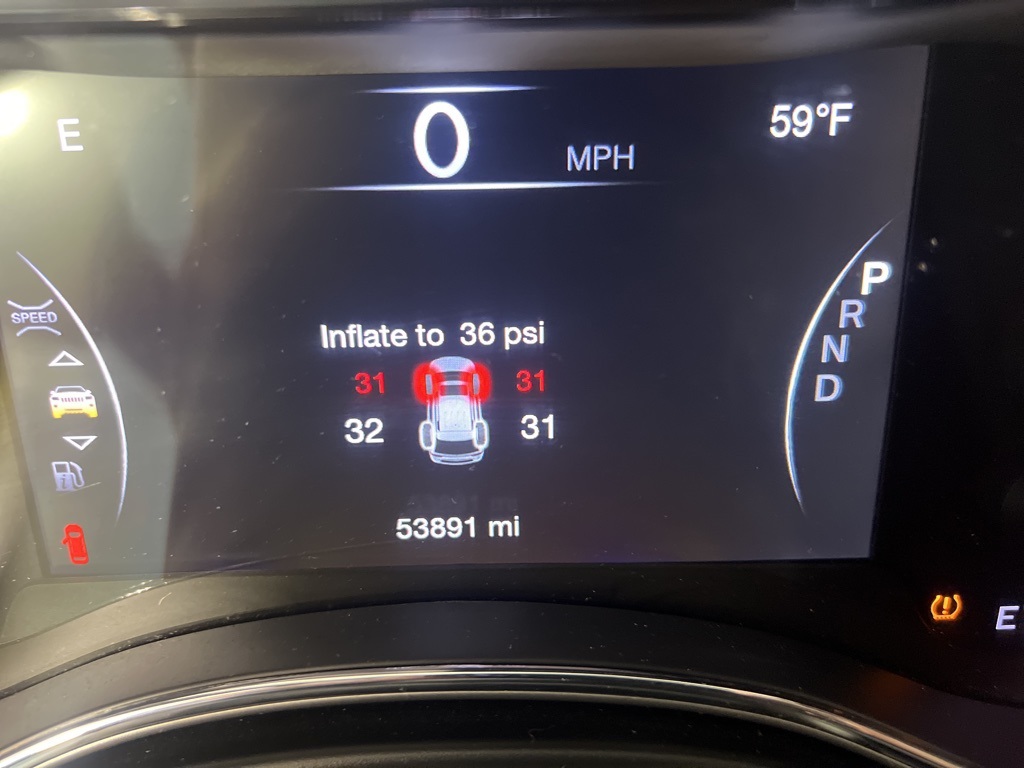 E
0 MPH
59°F
SPEED
P
R
N
D
Inflate to 36 psi
31 31
32 31
53891 mi
E